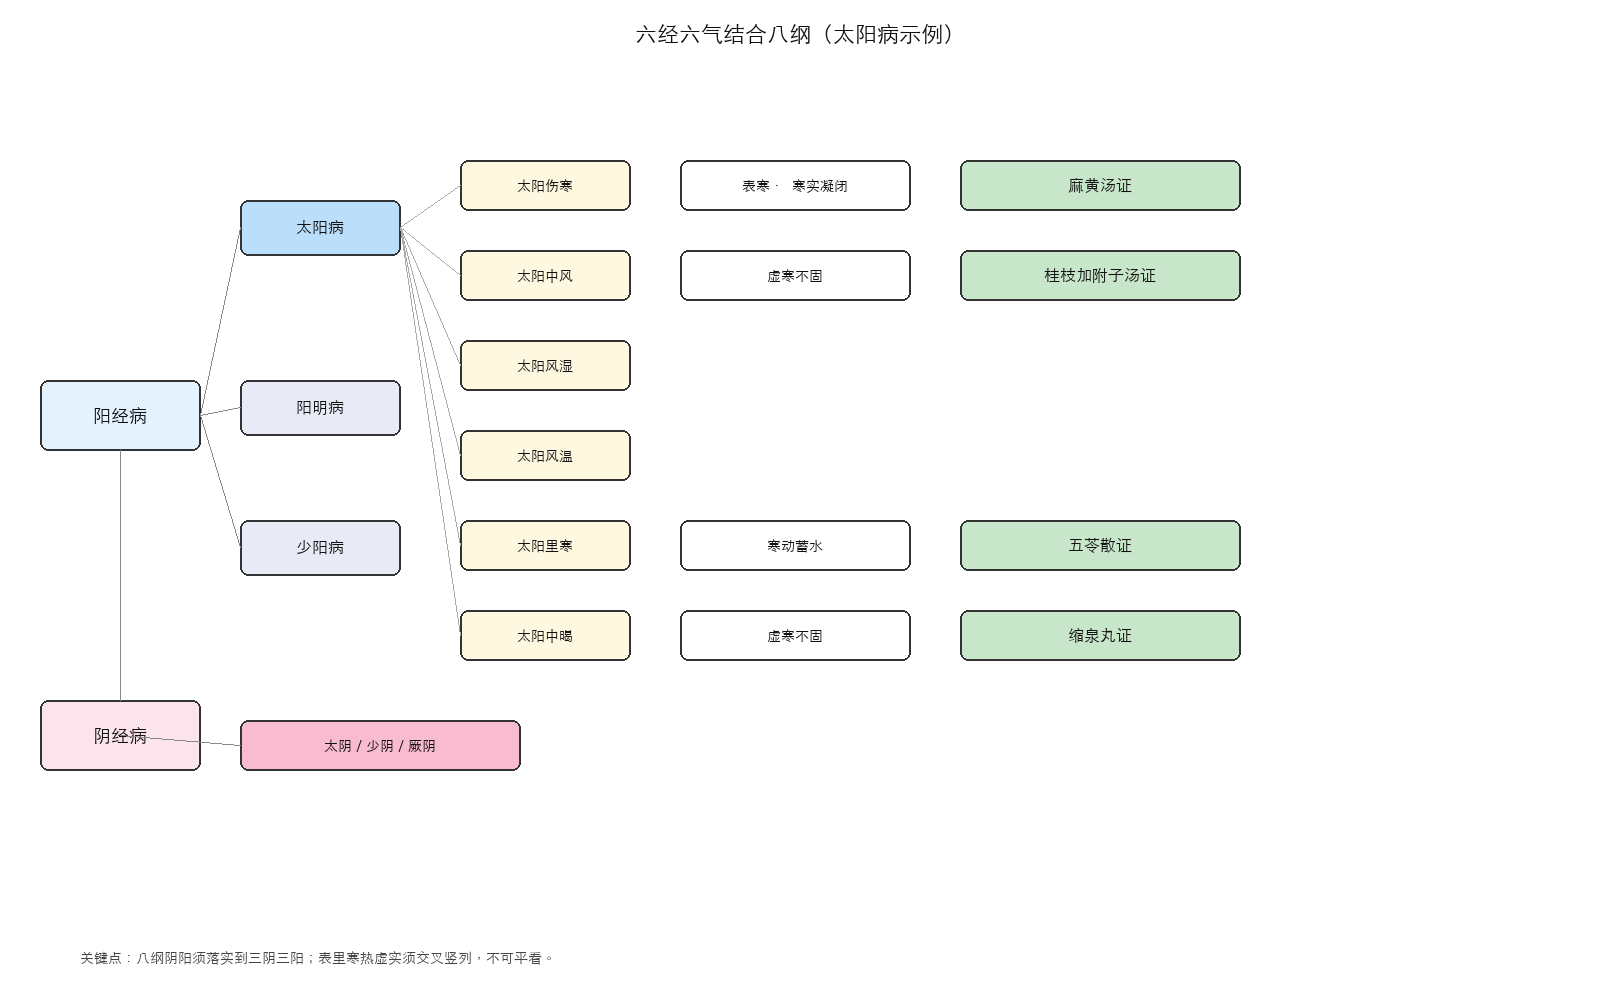 六经六气结合八纲（太阳病示例）
太阳伤寒
表寒 · 寒实凝闭
麻黄汤证
太阳病
太阳中风
虚寒不固
桂枝加附子汤证
太阳风湿
阳经病
阳明病
太阳风温
少阳病
太阳里寒
寒动蓄水
五苓散证
太阳中暍
虚寒不固
缩泉丸证
阴经病
太阴 / 少阴 / 厥阴
关键点：八纲阴阳须落实到三阴三阳；表里寒热虚实须交叉竖列，不可平看。